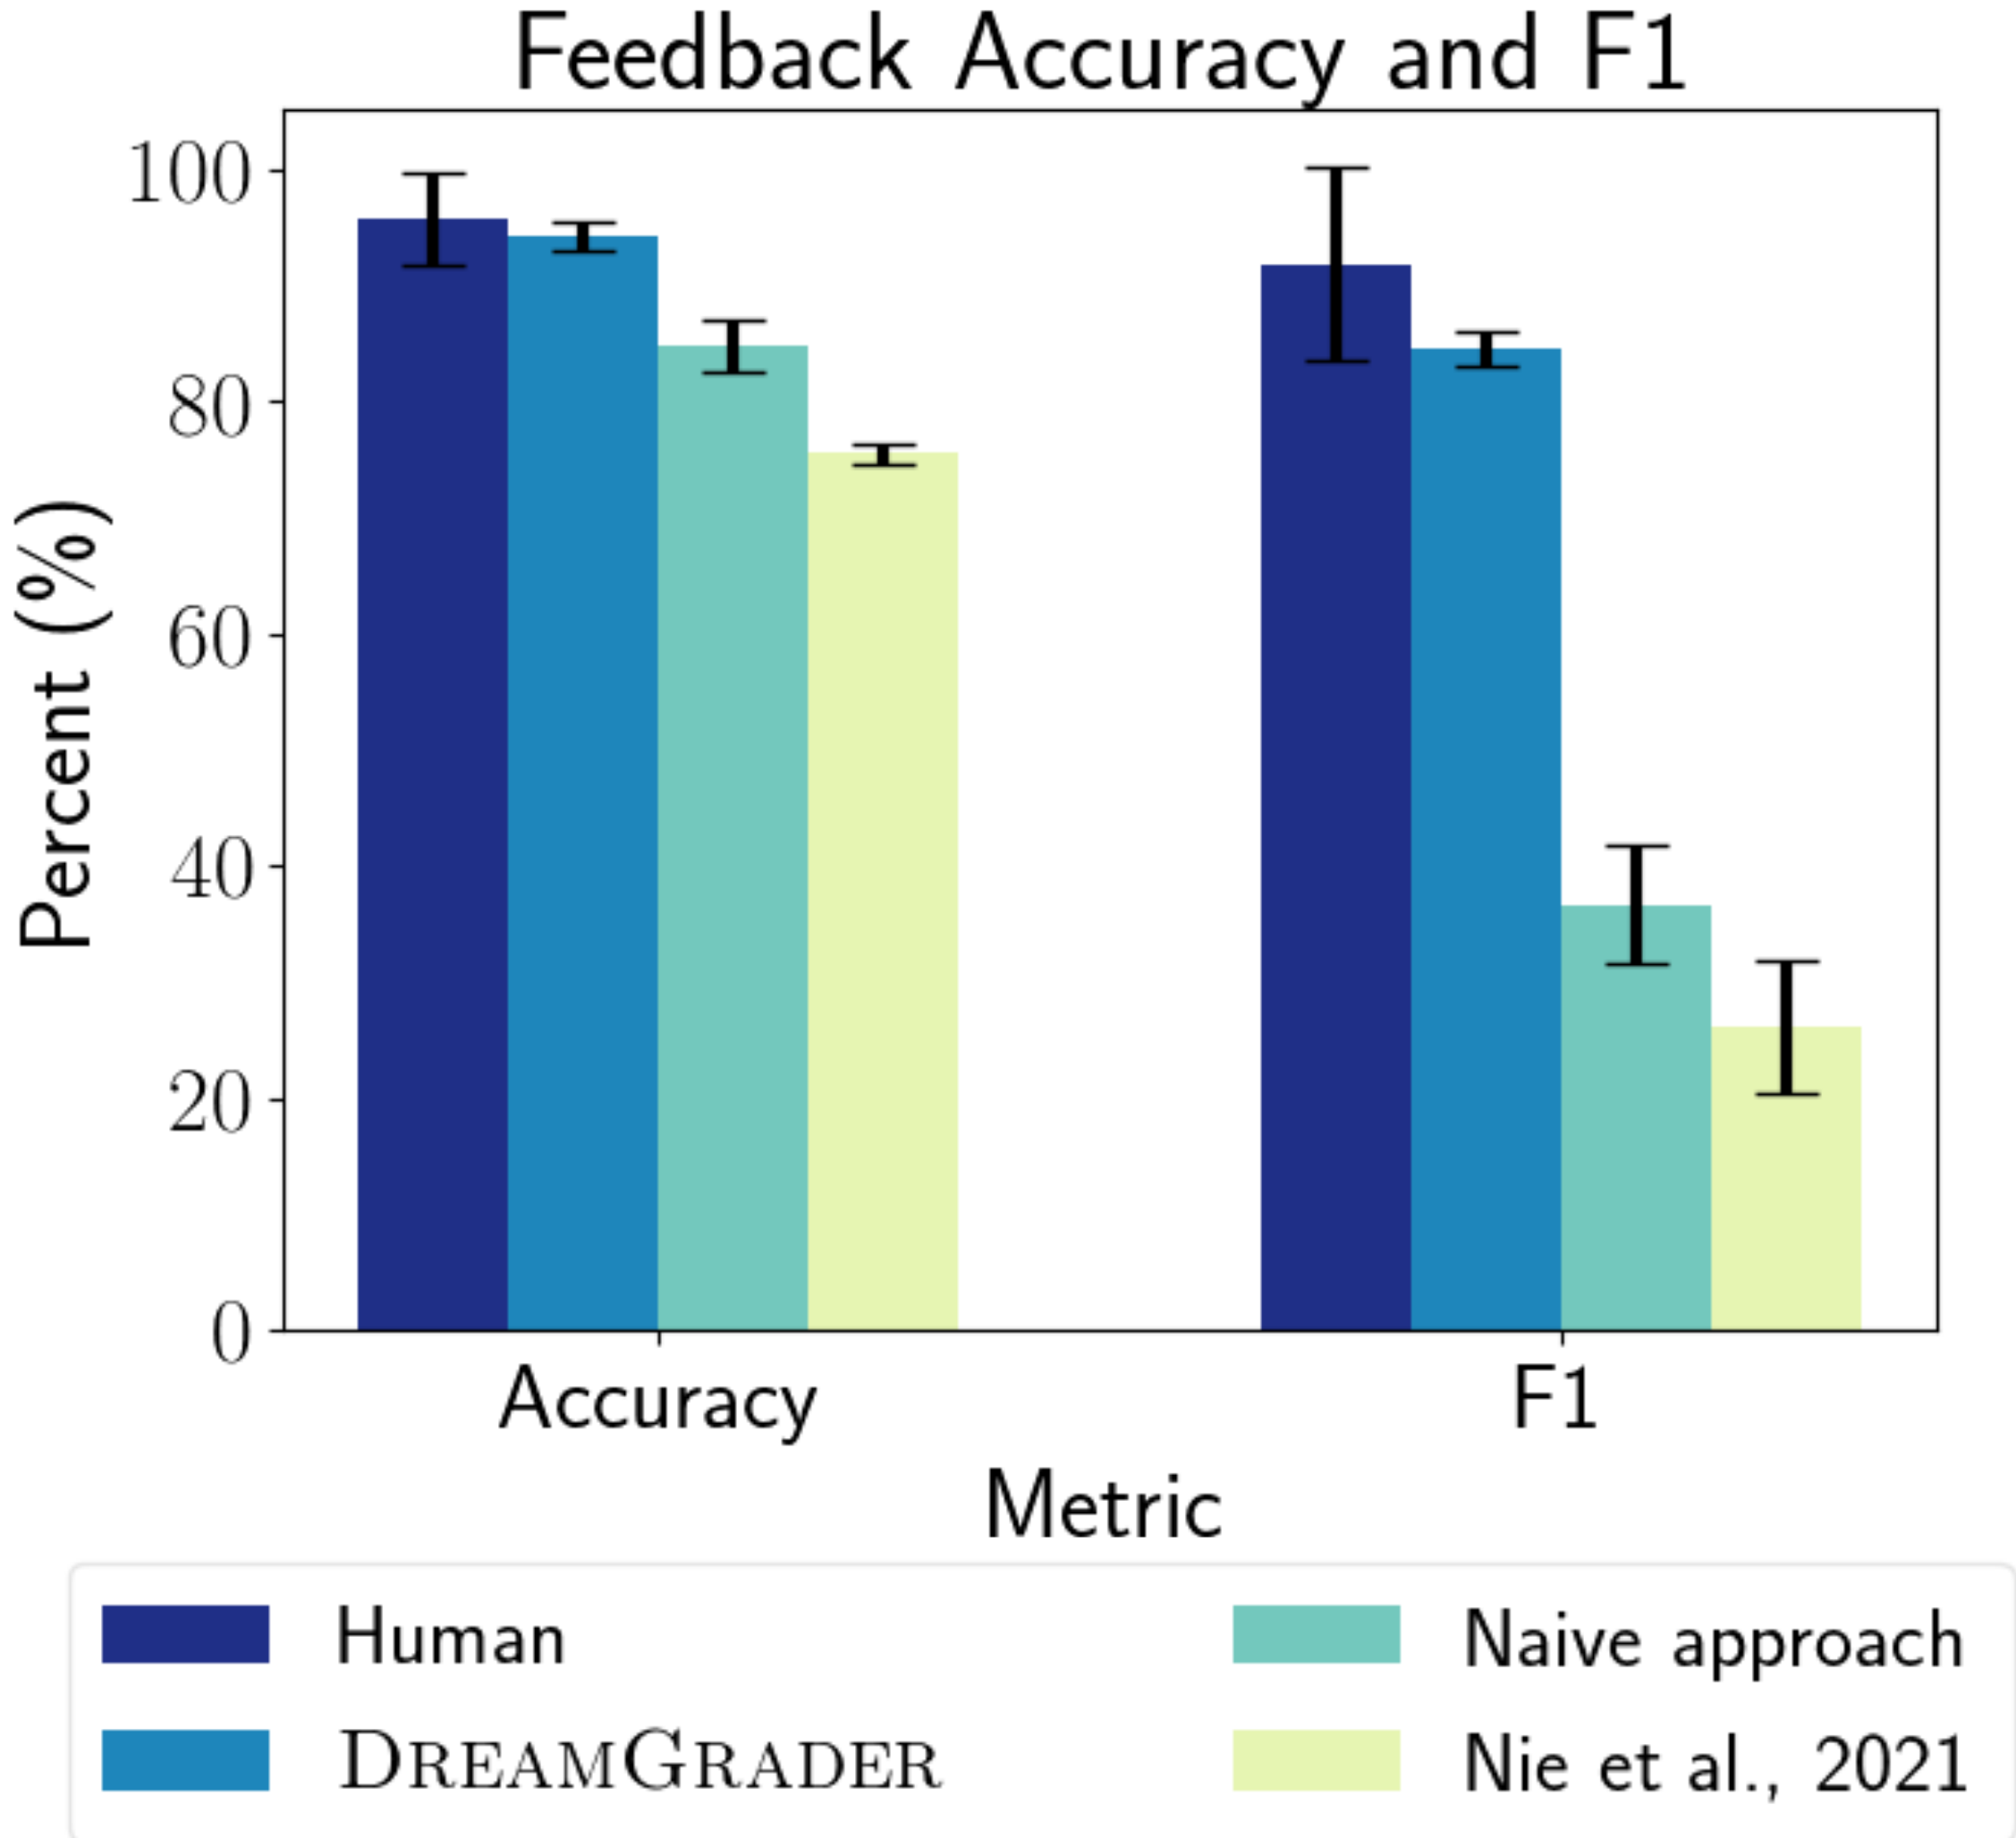 Feedback Accuracy and F1
100
80
60
40
20
0
Percent (%)
Accuracy F1
Metric
Human Naive approach
DREAMGRADER Nie et al., 2021